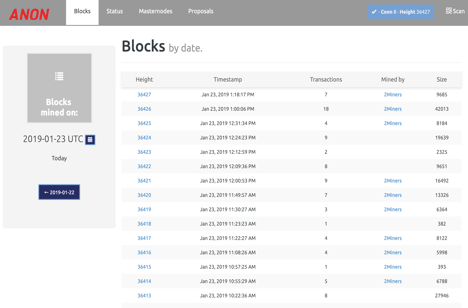 ANON Blocks Status Masternodes Proposals ✓ · Conn 8 · Height 36427 Scan
Blocks by date.
Blocks
mined on:
2019-01-23 UTC
Today
← 2019-01-22
Height Timestamp Transactions Mined by Size
36427 Jan 23, 2019 1:18:17 PM 7 2Miners 9685
36426 Jan 23, 2019 1:00:06 PM 18 2Miners 42013
36425 Jan 23, 2019 12:31:34 PM 4 2Miners 8184
36424 Jan 23, 2019 12:24:23 PM 9 19639
36423 Jan 23, 2019 12:12:59 PM 2 2325
36422 Jan 23, 2019 12:09:36 PM 8 9651
36421 Jan 23, 2019 12:00:53 PM 9 2Miners 16492
36420 Jan 23, 2019 11:49:57 AM 7 2Miners 13326
36419 Jan 23, 2019 11:30:27 AM 3 2Miners 6364
36418 Jan 23, 2019 11:23:23 AM 1 382
36417 Jan 23, 2019 11:22:27 AM 4 2Miners 8122
36416 Jan 23, 2019 11:08:26 AM 4 2Miners 5998
36415 Jan 23, 2019 10:57:25 AM 1 2Miners 393
36414 Jan 23, 2019 10:55:29 AM 5 2Miners 6788
36413 Jan 23, 2019 10:22:36 AM 8 27946